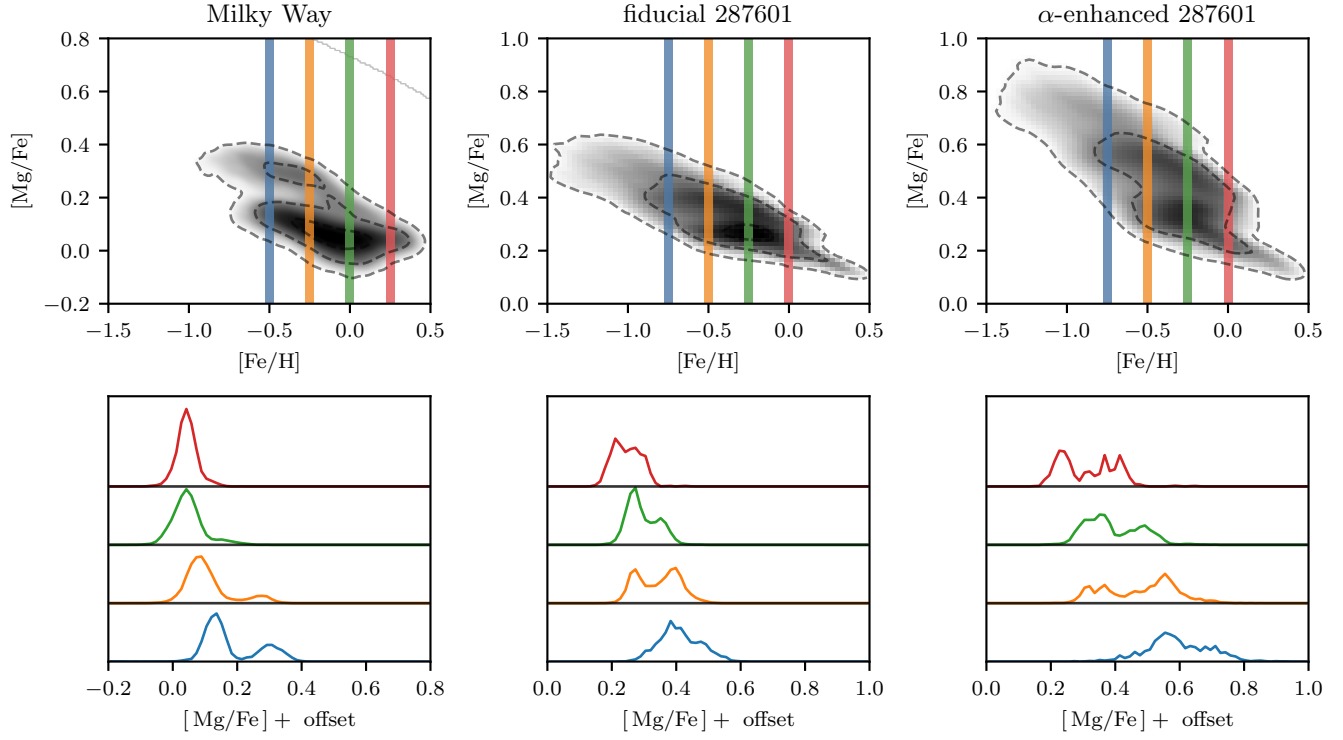 Milky Way
fiducial 287601
α-enhanced 287601
0.8
0.6
0.4
0.2
0.0
−0.2
[Mg/Fe]
−1.5 −1.0 −0.5 0.0 0.5
[Fe/H]
1.0
0.8
0.6
0.4
0.2
0.0
[Mg/Fe]
−1.5 −1.0 −0.5 0.0 0.5
[Fe/H]
1.0
0.8
0.6
0.4
0.2
0.0
[Mg/Fe]
−1.5 −1.0 −0.5 0.0 0.5
[Fe/H]
−0.2 0.0 0.2 0.4 0.6 0.8
[Mg/Fe] + offset
0.0 0.2 0.4 0.6 0.8 1.0
[Mg/Fe] + offset
0.0 0.2 0.4 0.6 0.8 1.0
[Mg/Fe] + offset